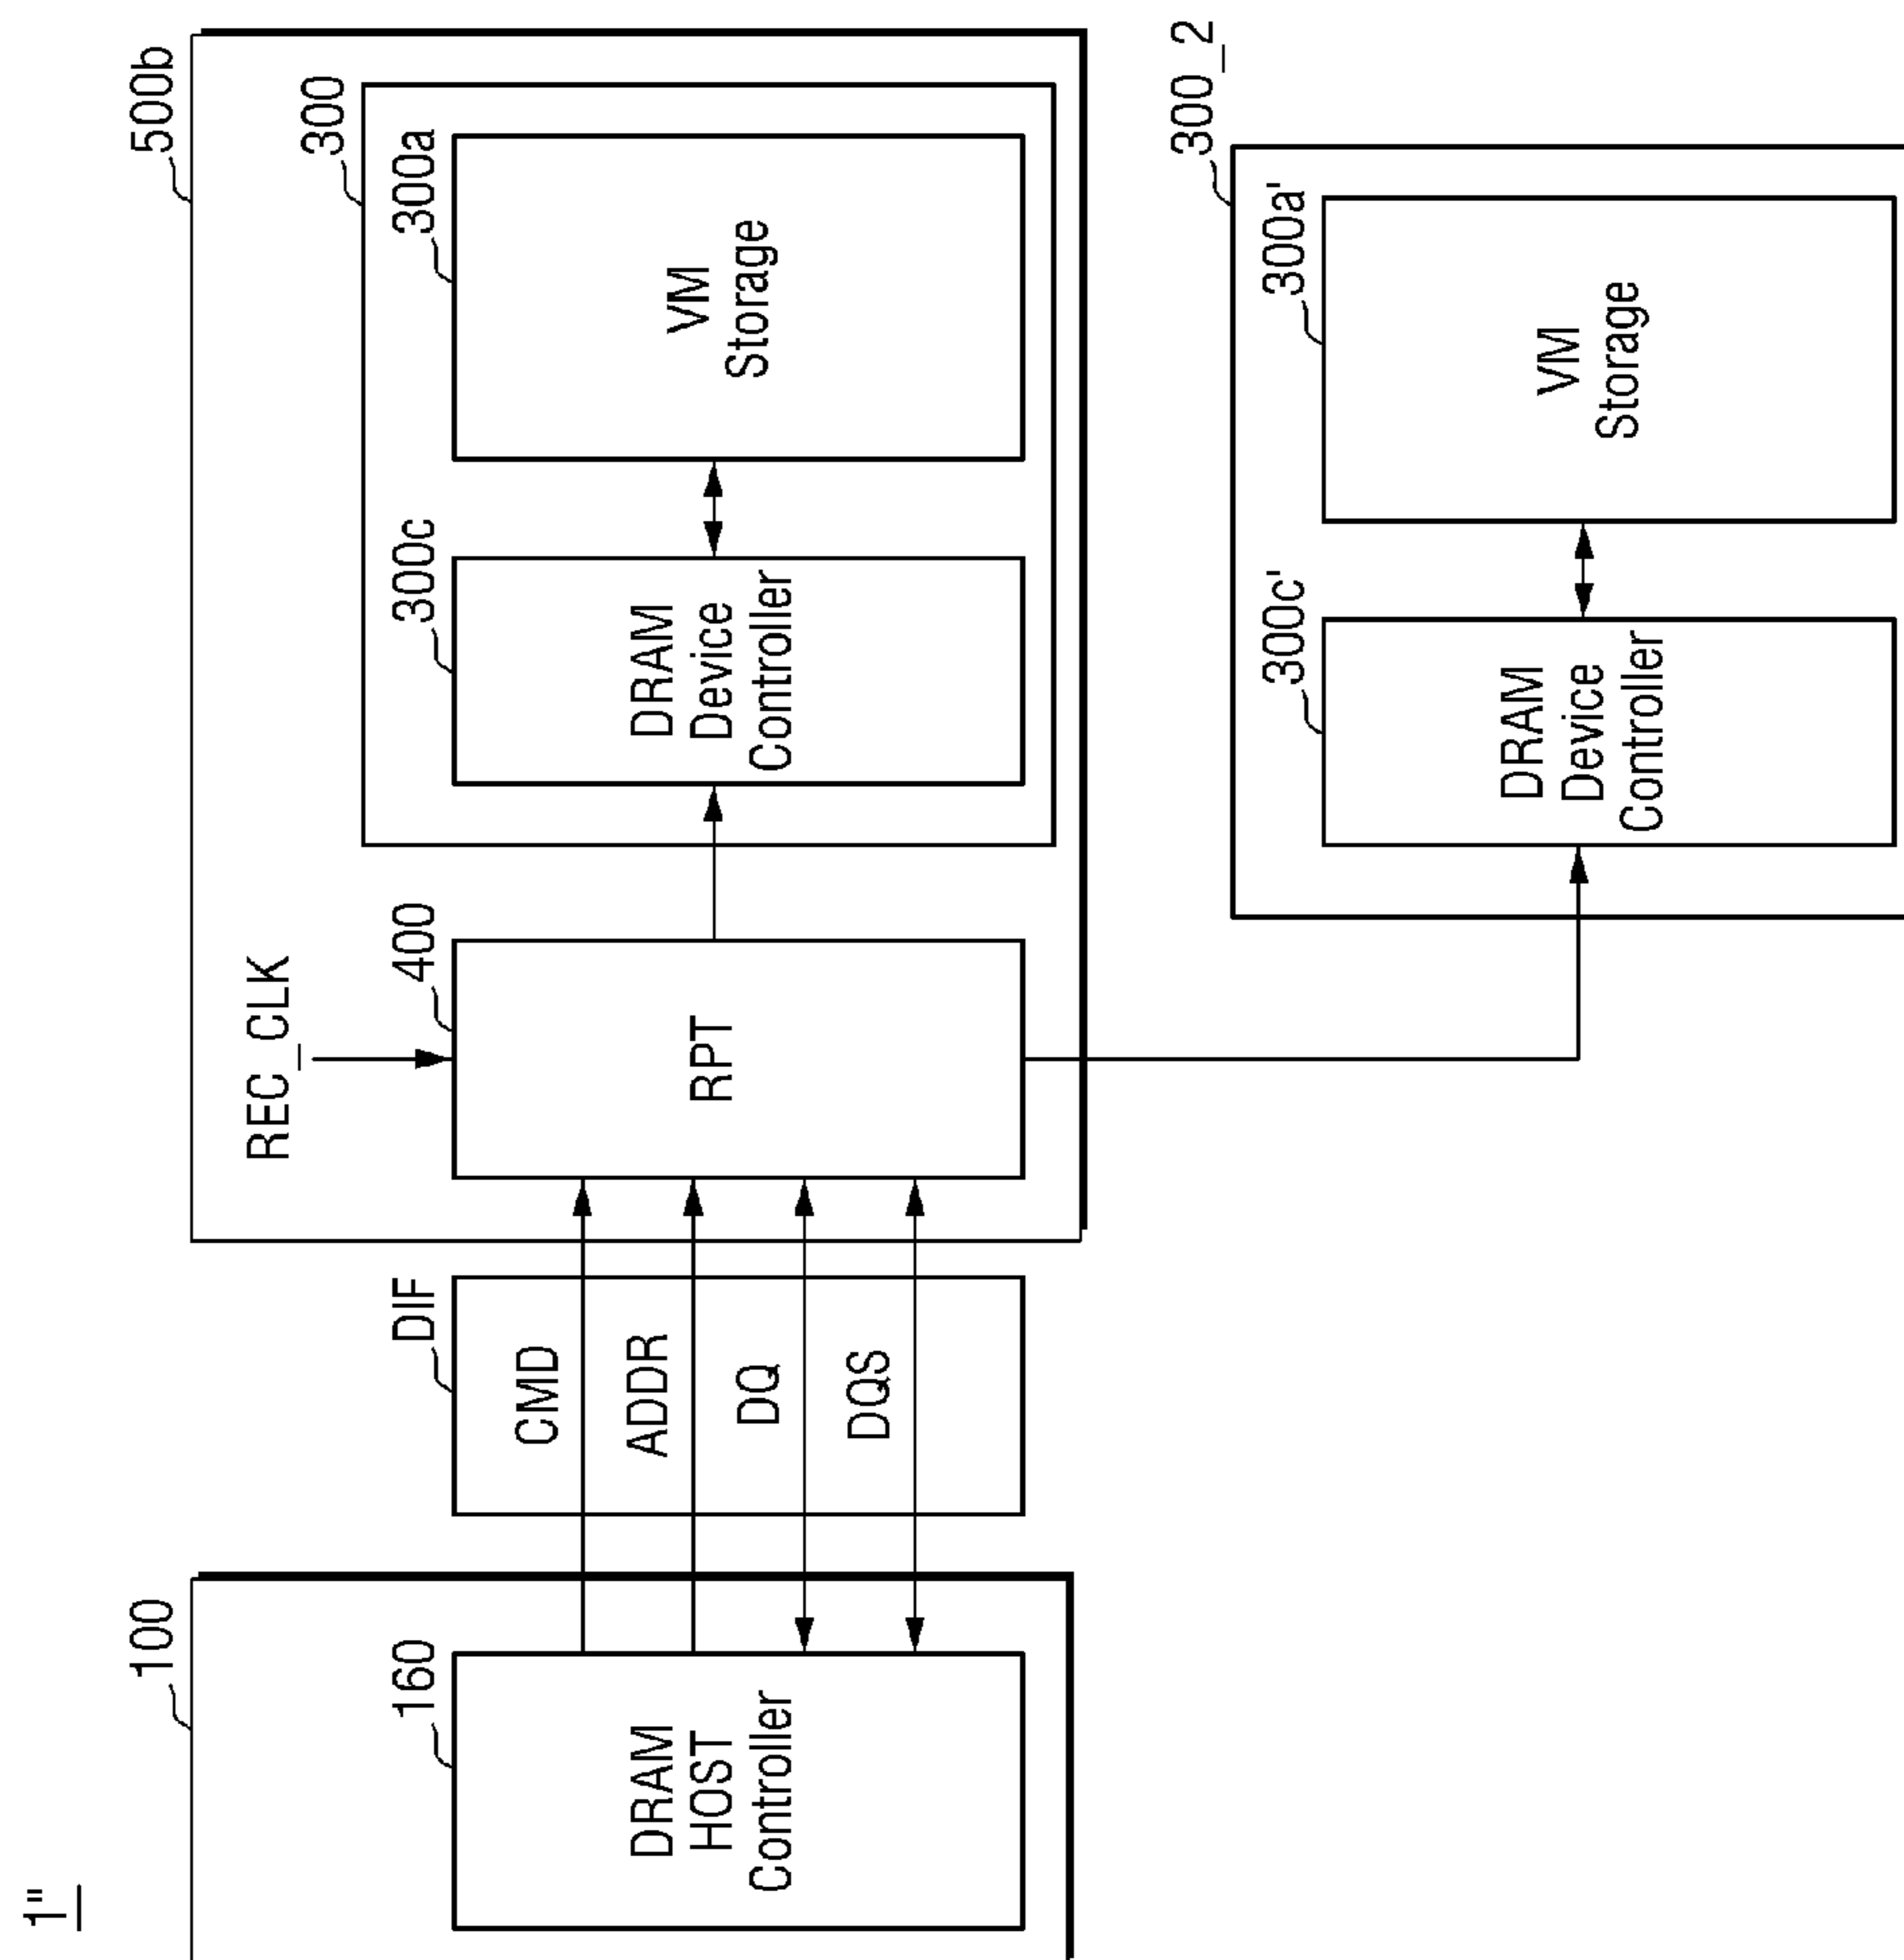 1"
100
160
DRAM
HOST
Controller
DIF
CMD
ADDR
DQ
DQS
500b
REC_CLK
400
RPT
300
300c
DRAM
Device
Controller
300a
VM
Storage
300_2
300c'
DRAM
Device
Controller
300a'
VM
Storage